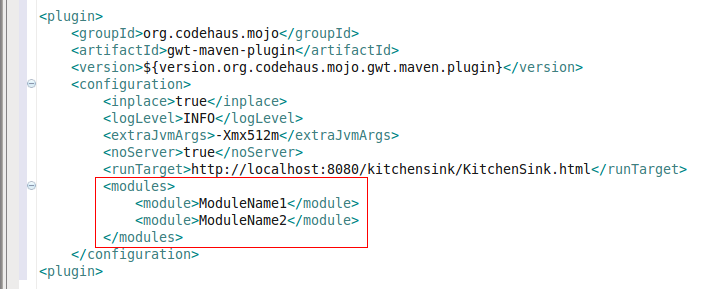 <plugin>
<groupId>org.codehaus.mojo</groupId>
<artifactId>gwt-maven-plugin</artifactId>
<version>${version.org.codehaus.mojo.gwt.maven.plugin}</version>
<configuration>
<inplace>true</inplace>
<logLevel>INFO</logLevel>
<extraJvmArgs>-Xmx512m</extraJvmArgs>
<noServer>true</noServer>
<runTarget>http://localhost:8080/kitchensink/KitchenSink.html</runTarget>
<modules>
<module>ModuleName1</module>
<module>ModuleName2</module>
</modules>
</configuration>
<plugin>